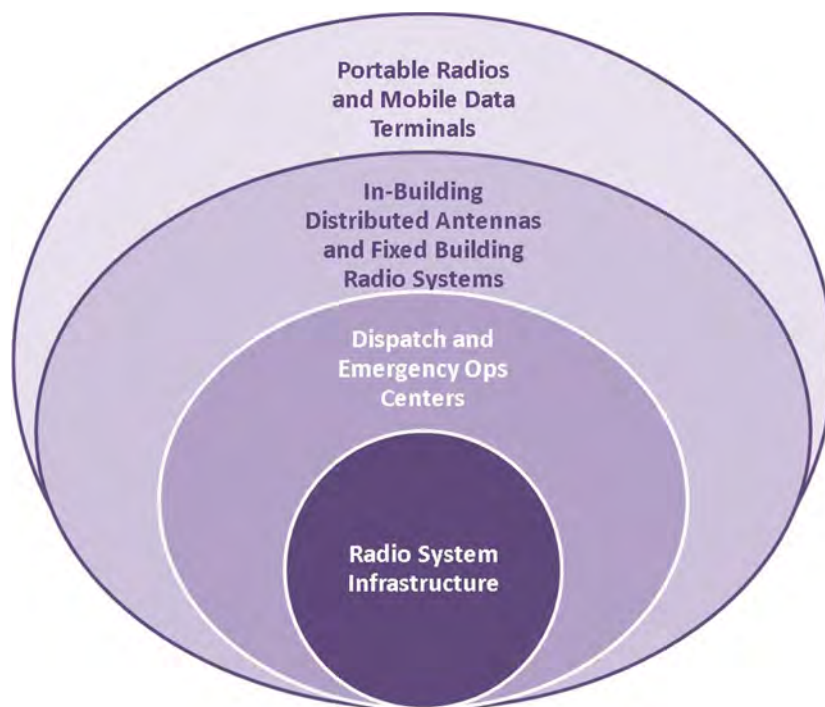 Portable Radios
and Mobile Data
Terminals
In-Building
Distributed Antennas
and Fixed Building
Radio Systems
Dispatch and
Emergency Ops
Centers
Radio System
Infrastructure